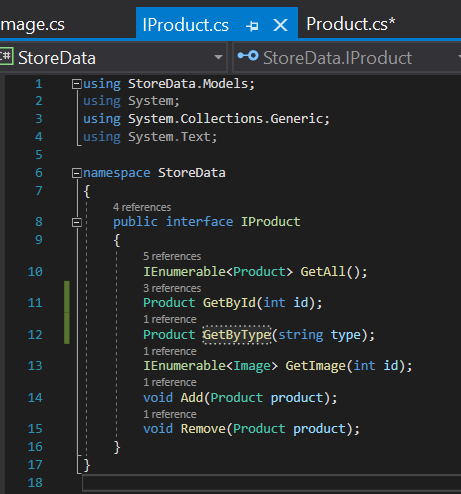 mage.cs IProduct.cs Product.cs*
C# StoreData StoreData.IProduct
1 using StoreData.Models;
2 using System;
3 using System.Collections.Generic;
4 using System.Text;
5
6 namespace StoreData
7 {
4 references
8 public interface IProduct
9 {
5 references
10 IEnumerable<Product> GetAll();
3 references
11 Product GetById(int id);
1 reference
12 Product GetByType(string type);
1 reference
13 IEnumerable<Image> GetImage(int id);
1 reference
14 void Add(Product product);
1 reference
15 void Remove(Product product);
16 }
17 }
18